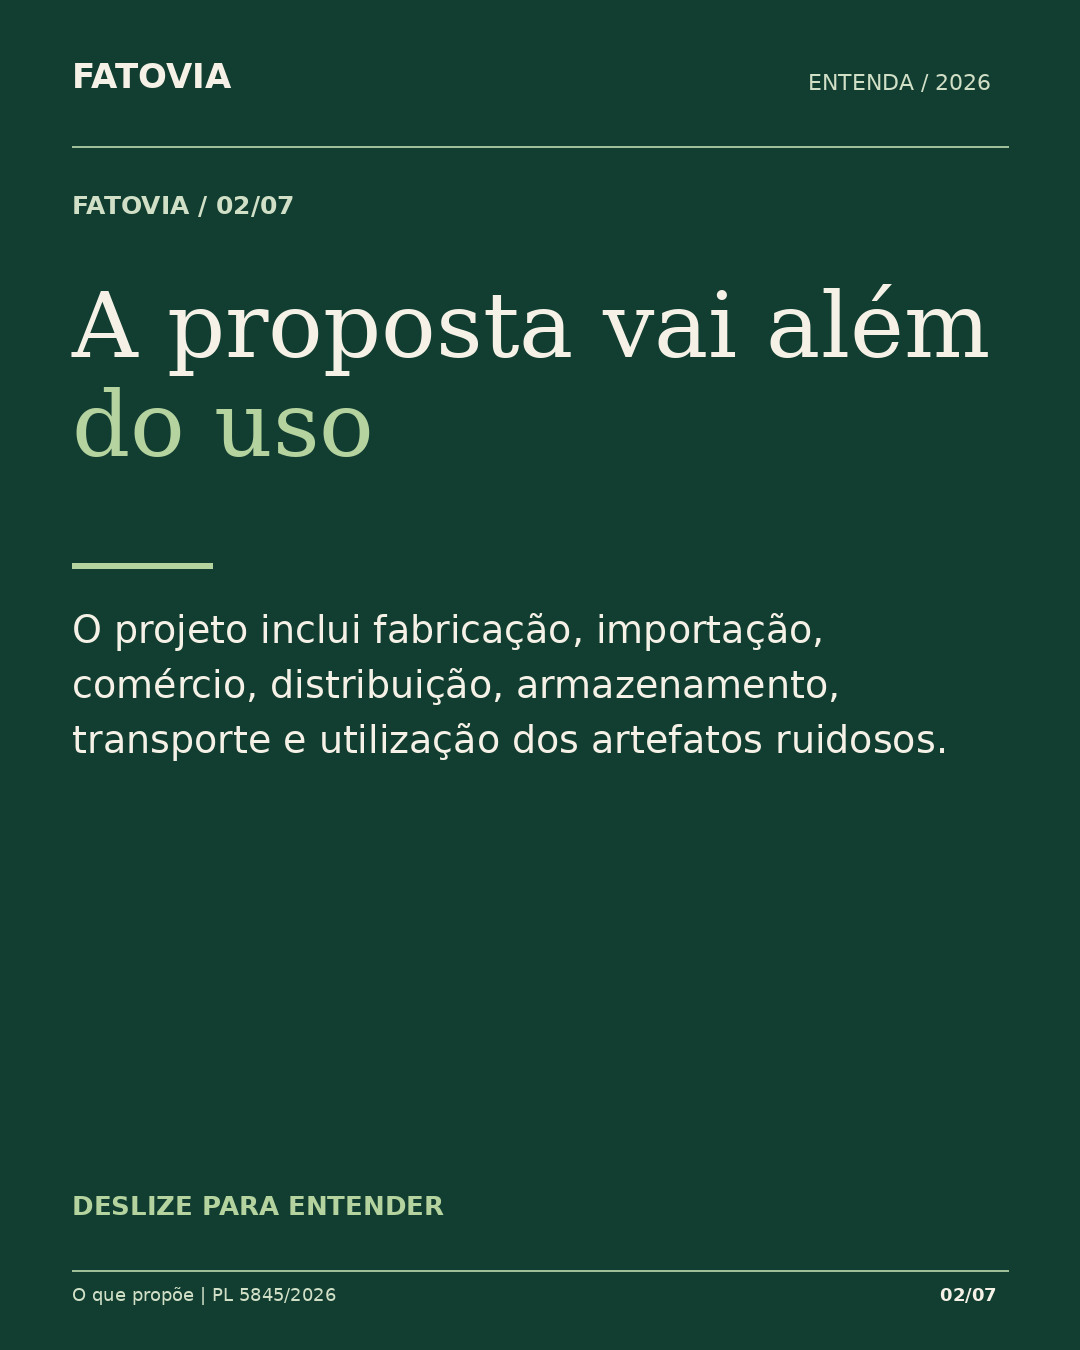 FATOVIA
ENTENDA / 2026
FATOVIA / 02/07
A proposta vai além
do uso
O projeto inclui fabricação, importação,
comércio, distribuição, armazenamento,
transporte e utilização dos artefatos ruidosos.
DESLIZE PARA ENTENDER
O que propõe | PL 5845/2026
02/07